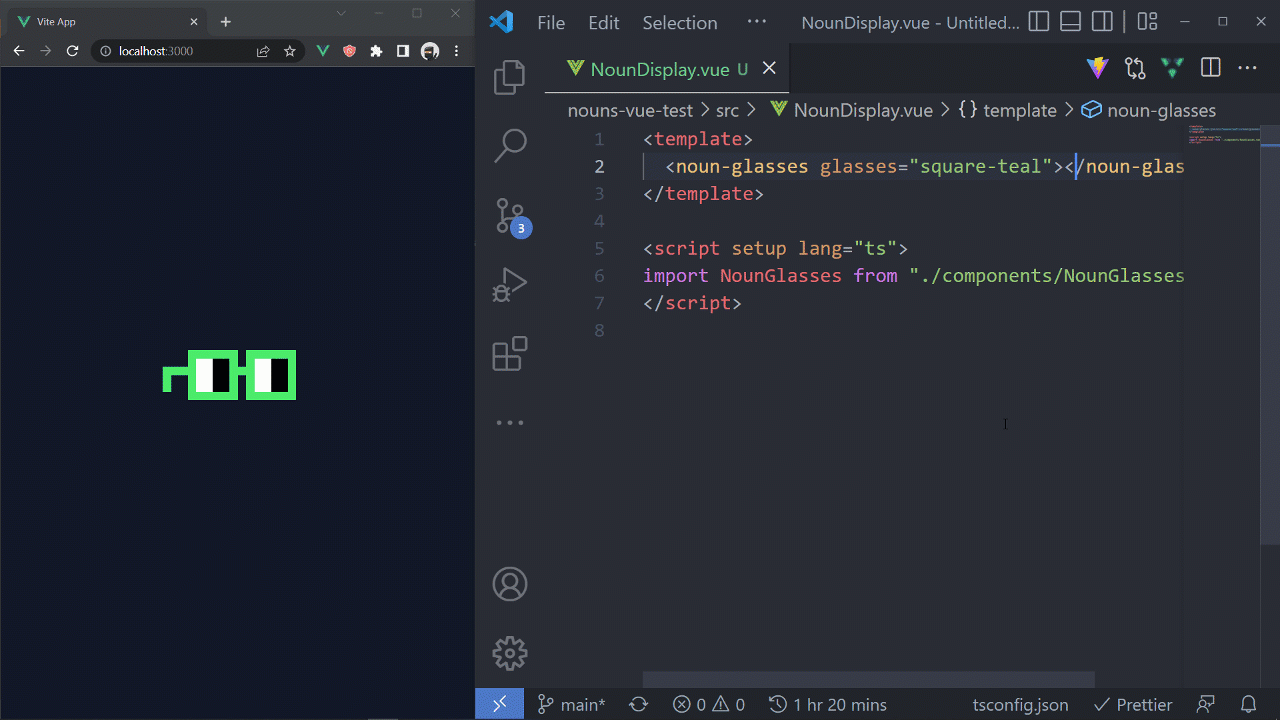 Vite App
localhost:3000
File Edit Selection ··· NounDisplay.vue - Untitled...
NounDisplay.vue U
nouns-vue-test > src > NounDisplay.vue > {} template > noun-glasses
1 <template>
2 <noun-glasses glasses="square-teal"></noun-glas
3 </template>
4
5 <script setup lang="ts">
6 import NounGlasses from "./components/NounGlasses
7 </script>
8
3
main* 0 0 1 hr 20 mins tsconfig.json Prettier